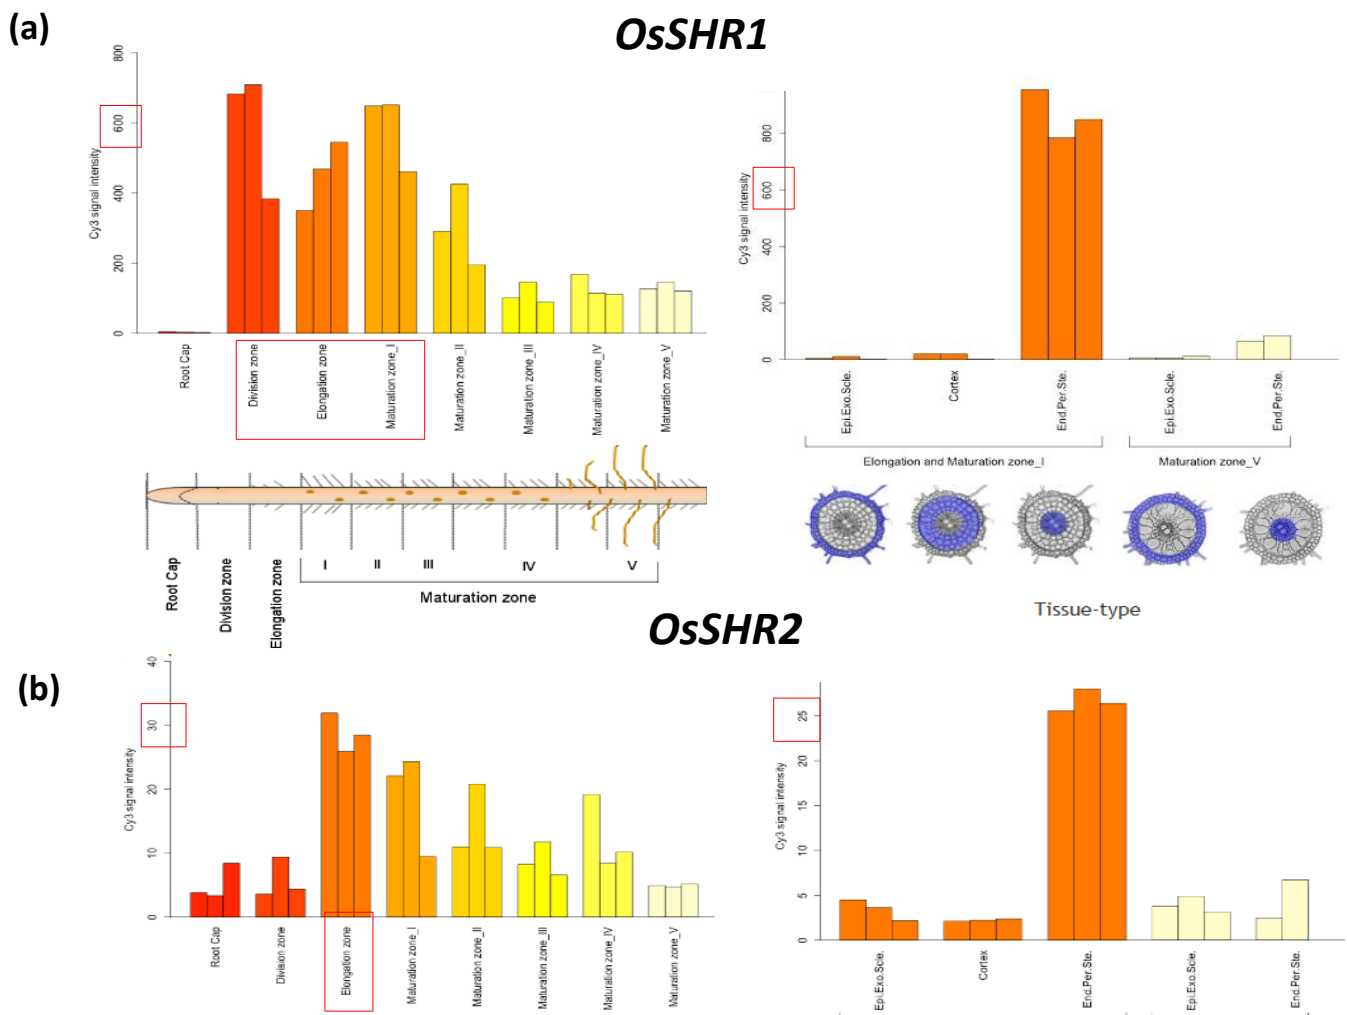 (a)
OsSHR1
800
600
400
200
0
Cy3 signal intensity
Root Cap
Division zone
Elongation zone
Maturation zone_I
Maturation zone_II
Maturation zone_III
Maturation zone_IV
Maturation zone_V
800
600
400
200
0
Cy3 signal intensity
Epi.Exo.Scle.
Cortex
End.Per.Ste.
Epi.Exo.Scle.
End.Per.Ste.
Elongation and Maturation zone_I
Maturation zone_V
Root Cap
Division zone
Elongation zone
I
II
III
IV
V
Maturation zone
Tissue-type
OsSHR2
(b)
40
30
20
10
0
Cy3 signal intensity
Root Cap
Division zone
Elongation zone
Maturation zone_I
Maturation zone_II
Maturation zone_III
Maturation zone_IV
Maturation zone_V
25
20
15
10
5
0
Cy3 signal intensity
Epi.Exo.Scle.
Cortex
End.Per.Ste.
Epi.Exo.Scle.
End.Per.Ste.